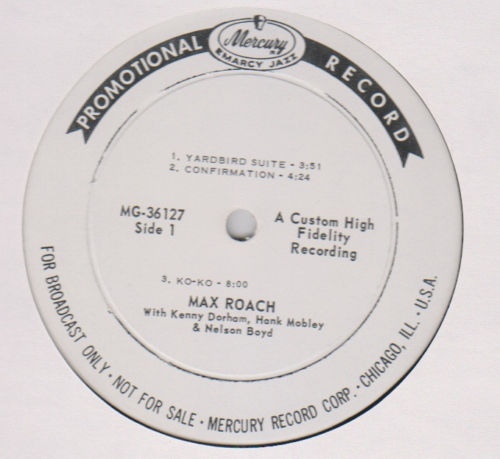 PROMOTIONAL RECORD
Mercury
EMARCY JAZZ
1. YARDBIRD SUITE - 3:51
2. CONFIRMATION - 4:24
MG-36127
Side 1
A Custom High
Fidelity
Recording
3. KO-KO - 8:00
MAX ROACH
With Kenny Dorham, Hank Mobley
& Nelson Boyd
FOR BROADCAST ONLY · NOT FOR SALE · MERCURY RECORD CORP. · CHICAGO, ILL. · U.S.A.